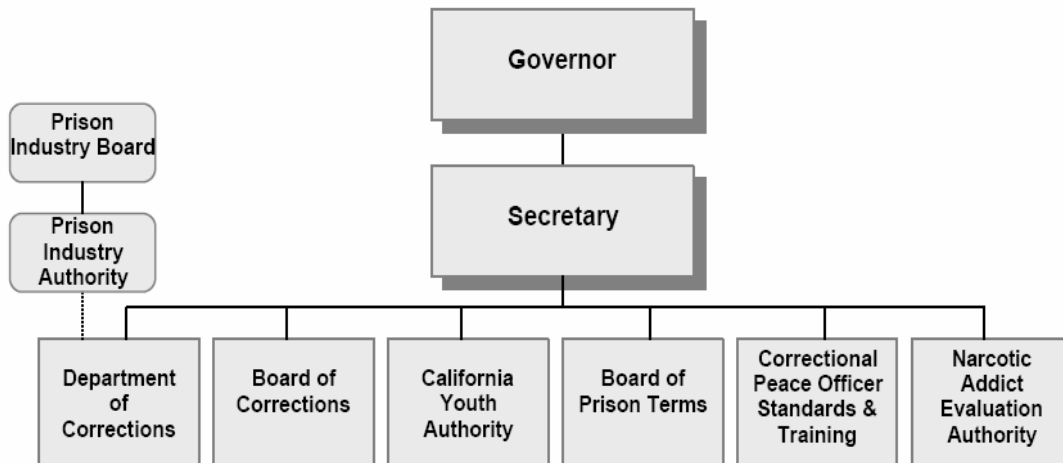 Governor
Prison
Industry Board
Secretary
Prison
Industry
Authority
Department
of
Corrections
Board of
Corrections
California
Youth
Authority
Board of
Prison Terms
Correctional
Peace Officer
Standards &
Training
Narcotic
Addict
Evaluation
Authority